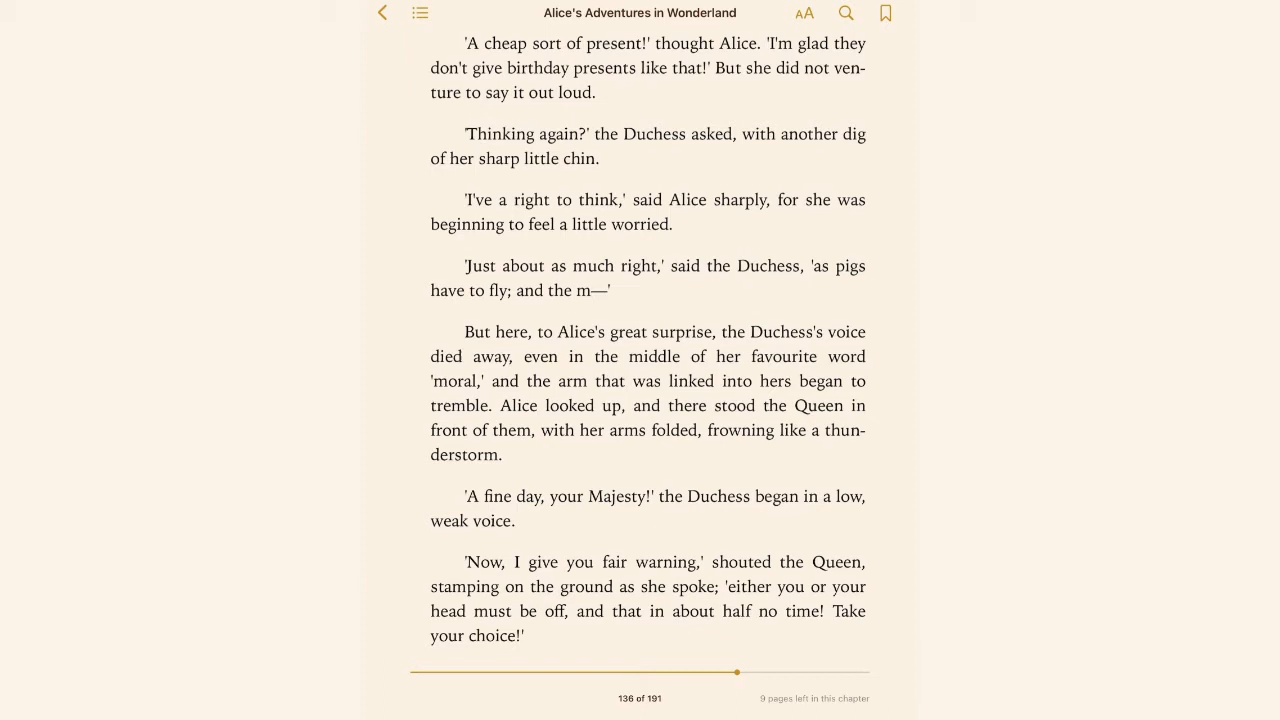 Alice's Adventures in Wonderland
AA
'A cheap sort of present!' thought Alice. 'I'm glad they
don't give birthday presents like that!' But she did not ven-
ture to say it out loud.
'Thinking again?' the Duchess asked, with another dig
of her sharp little chin.
'I've a right to think,' said Alice sharply, for she was
beginning to feel a little worried.
'Just about as much right,' said the Duchess, 'as pigs
have to fly; and the m—'
But here, to Alice's great surprise, the Duchess's voice
died away, even in the middle of her favourite word
'moral,' and the arm that was linked into hers began to
tremble. Alice looked up, and there stood the Queen in
front of them, with her arms folded, frowning like a thun-
derstorm.
'A fine day, your Majesty!' the Duchess began in a low,
weak voice.
'Now, I give you fair warning,' shouted the Queen,
stamping on the ground as she spoke; 'either you or your
head must be off, and that in about half no time! Take
your choice!'
136 of 191
9 pages left in this chapter